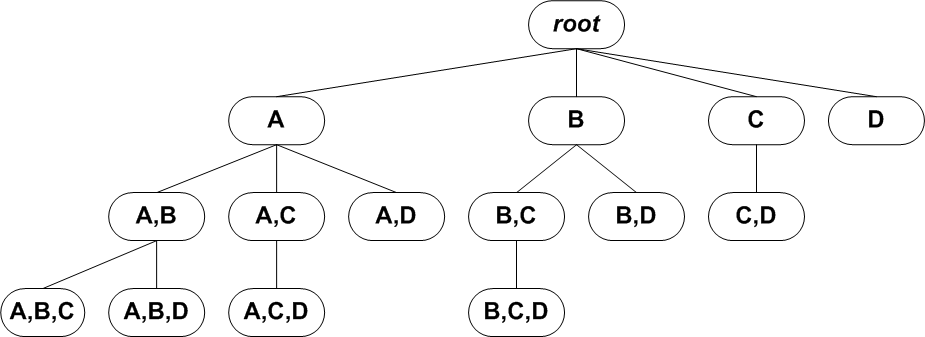 root
A
B
C
D
A,B
A,C
A,D
B,C
B,D
C,D
A,B,C
A,B,D
A,C,D
B,C,D